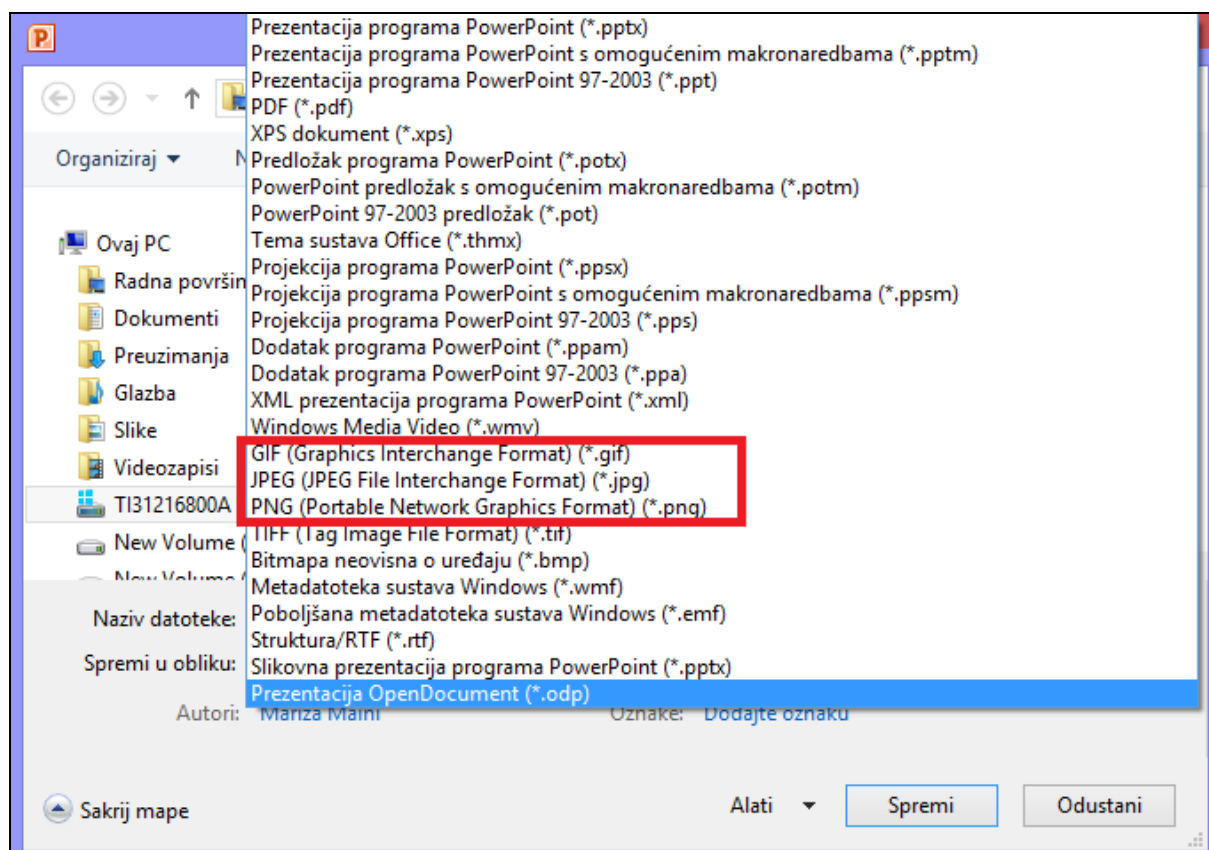 Prezentacija programa PowerPoint (*.pptx)
Prezentacija programa PowerPoint s omogućenim makronaredbama (*.pptm)
Prezentacija programa PowerPoint 97-2003 (*.ppt)
PDF (*.pdf)
XPS dokument (*.xps)
Predložak programa PowerPoint (*.potx)
PowerPoint predložak s omogućenim makronaredbama (*.potm)
PowerPoint 97-2003 predložak (*.pot)
Tema sustava Office (*.thmx)
Projekcija programa PowerPoint (*.ppsx)
Projekcija programa PowerPoint s omogućenim makronaredbama (*.ppsm)
Projekcija programa PowerPoint 97-2003 (*.pps)
Dodatak programa PowerPoint (*.ppam)
Dodatak programa PowerPoint 97-2003 (*.ppa)
XML prezentacija programa PowerPoint (*.xml)
Windows Media Video (*.wmv)
GIF (Graphics Interchange Format) (*.gif)
JPEG (JPEG File Interchange Format) (*.jpg)
PNG (Portable Network Graphics Format) (*.png)
TIFF (Tag Image File Format) (*.tif)
Bitmapa neovisna o uređaju (*.bmp)
Metadatoteka sustava Windows (*.wmf)
Poboljšana metadatoteka sustava Windows (*.emf)
Struktura/RTF (*.rtf)
Slikovna prezentacija programa PowerPoint (*.pptx)
Prezentacija OpenDocument (*.odp)
Organiziraj
N
Ovaj PC
Radna površin
Dokumenti
Preuzimanja
Glazba
Slike
Videozapisi
TI31216800A
New Volume (
New Volume (
Naziv datoteke:
Spremi u obliku:
Autori: Mariza Maini Oznake: Dodajte oznaku
Sakrij mape Alati Spremi Odustani